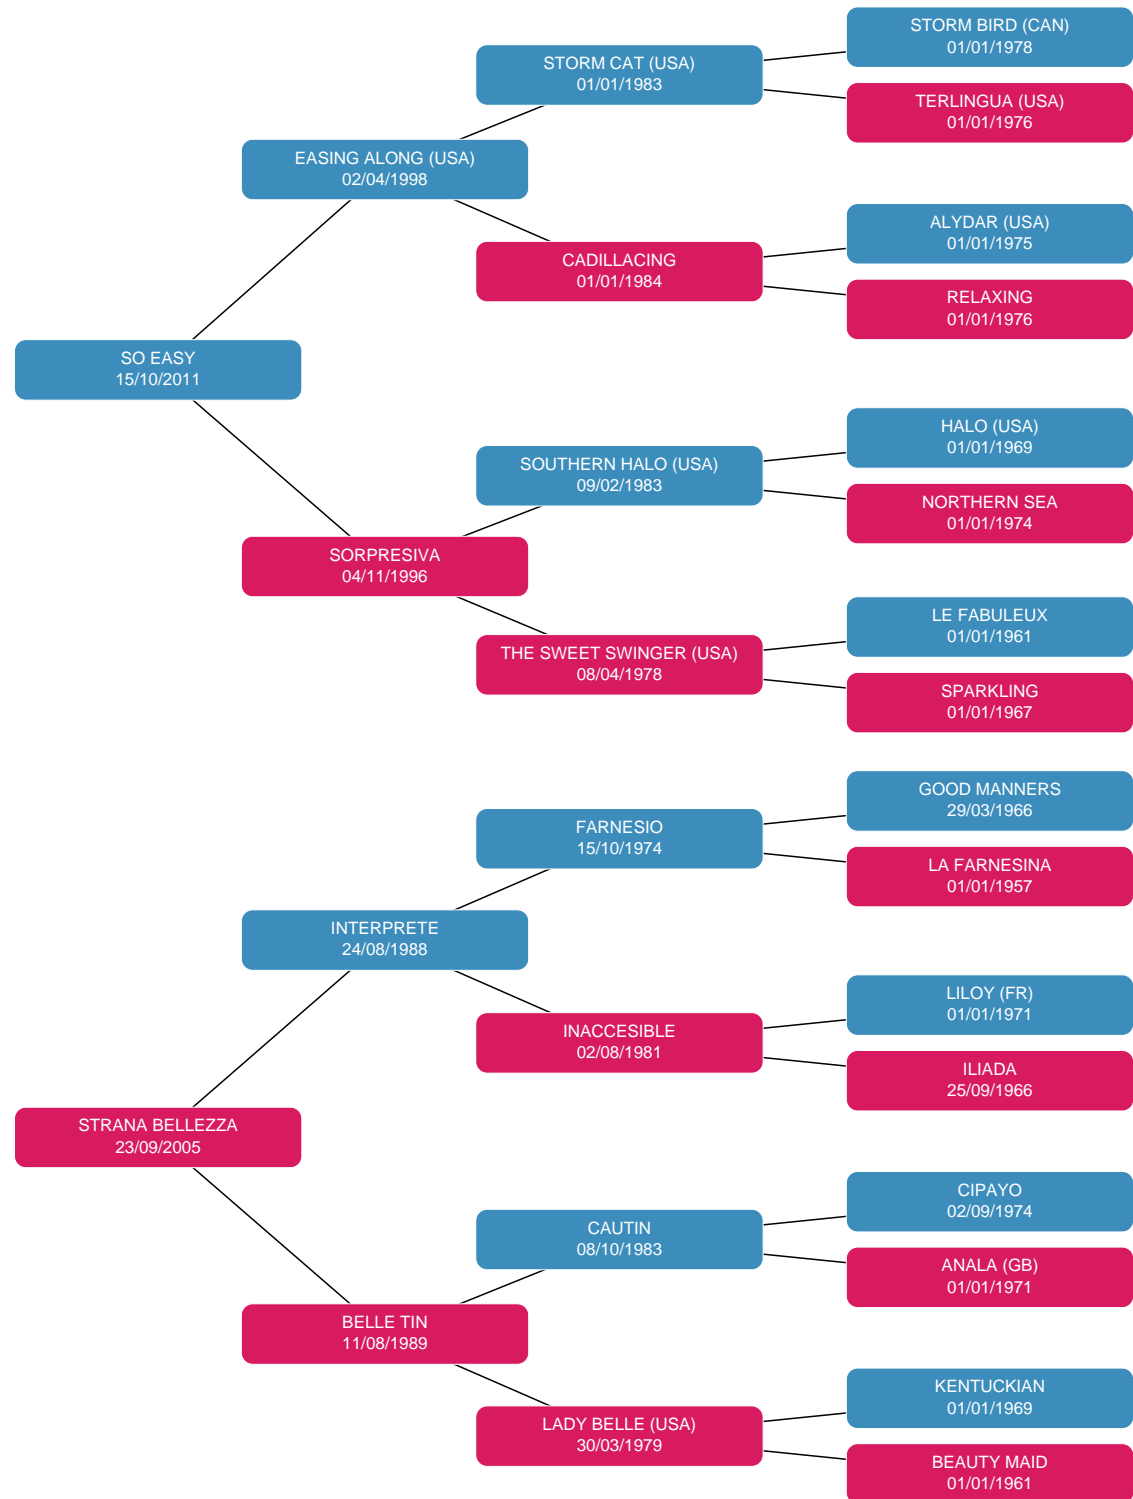 STORM BIRD (CAN)
01/01/1978
STORM CAT (USA)
01/01/1983
TERLINGUA (USA)
01/01/1976
EASING ALONG (USA)
02/04/1998
ALYDAR (USA)
01/01/1975
CADILLACING
01/01/1984
RELAXING
01/01/1976
SO EASY
15/10/2011
HALO (USA)
01/01/1969
SOUTHERN HALO (USA)
09/02/1983
NORTHERN SEA
01/01/1974
SORPRESIVA
04/11/1996
LE FABULEUX
01/01/1961
THE SWEET SWINGER (USA)
08/04/1978
SPARKLING
01/01/1967
GOOD MANNERS
29/03/1966
FARNESIO
15/10/1974
LA FARNESINA
01/01/1957
INTERPRETE
24/08/1988
LILOY (FR)
01/01/1971
INACCESIBLE
02/08/1981
ILIADA
25/09/1966
STRANA BELLEZZA
23/09/2005
CIPAYO
02/09/1974
CAUTIN
08/10/1983
ANALA (GB)
01/01/1971
BELLE TIN
11/08/1989
KENTUCKIAN
01/01/1969
LADY BELLE (USA)
30/03/1979
BEAUTY MAID
01/01/1961